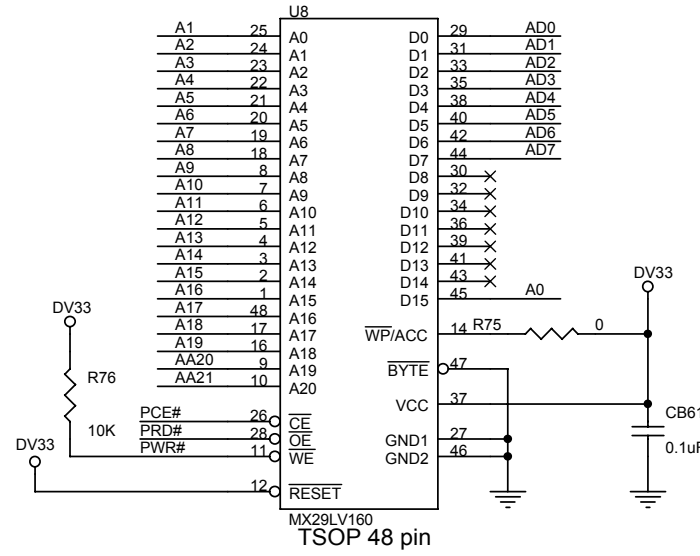 U8
A1 25 A0 D0 29 AD0
A2 24 A1 D1 31 AD1
A3 23 A2 D2 33 AD2
A4 22 A3 D3 35 AD3
A5 21 A4 D4 38 AD4
A6 20 A5 D5 40 AD5
A7 19 A6 D6 42 AD6
A8 18 A7 D7 44 AD7
A9 8 A8 D8 30
A10 7 A9 D9 32
A11 6 A10 D10 34
A12 5 A11 D11 36
A13 4 A12 D12 39
A14 3 A13 D13 41
A15 2 A14 D14 43
A16 1 A15 D15 45 A0
A17 48 A16
A18 17 A17 WP/ACC 14 R75 0
A19 16 A18
AA20 9 A19 BYTE 47
AA21 10 A20
DV33
DV33
R76
10K
VCC 37
CB61
0.1uF
PCE# 26 CE
PRD# 28 OE GND1 27
PWR# 11 WE GND2 46
DV33
12 RESET
MX29LV160
TSOP 48 pin